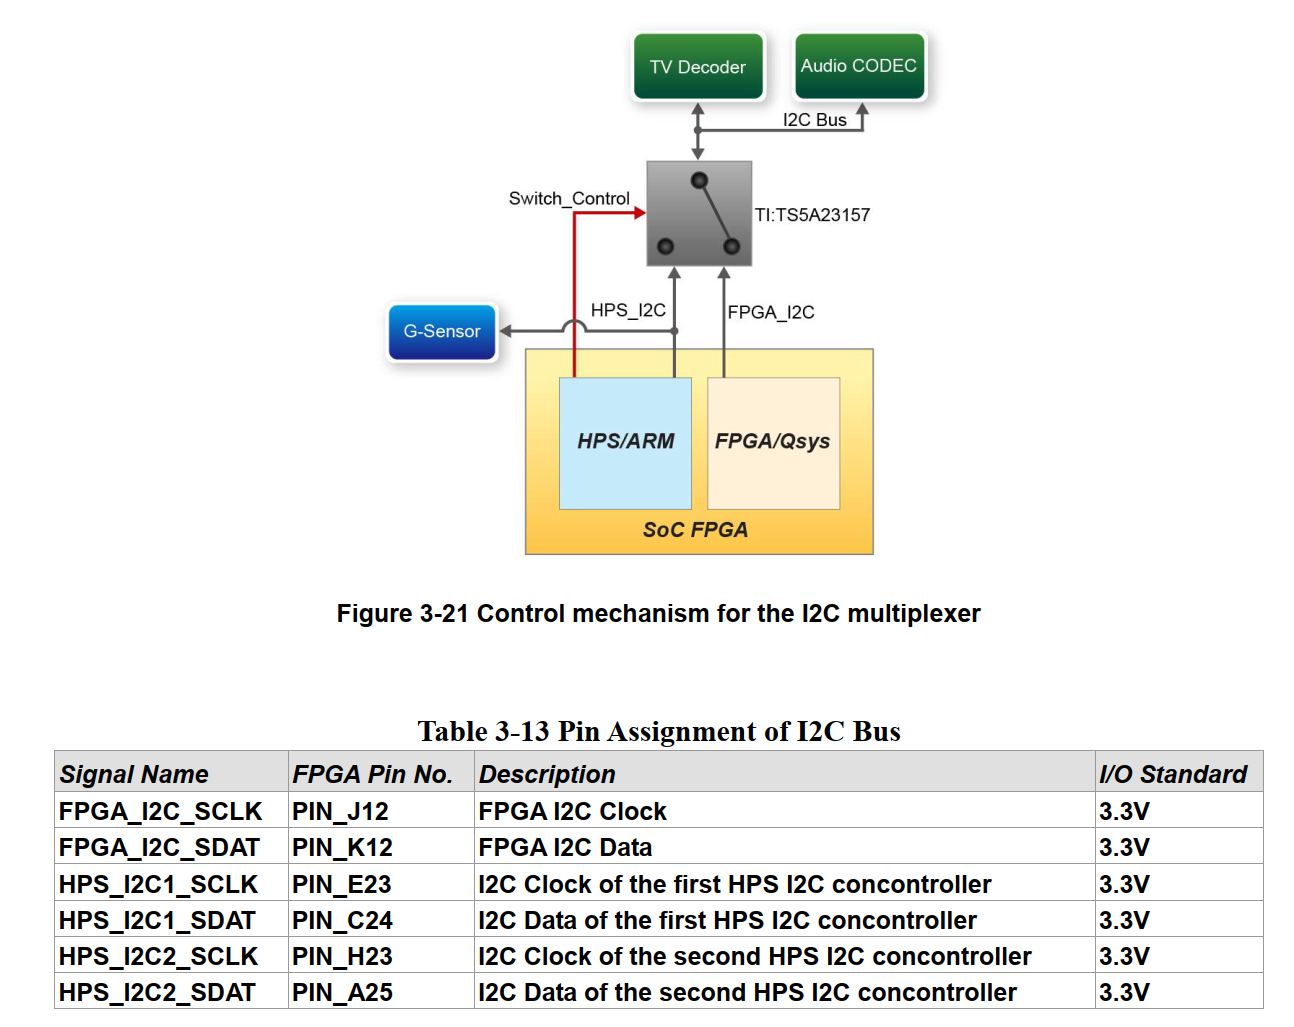 TV Decoder
Audio CODEC
I2C Bus
Switch_Control
TI:TS5A23157
HPS_I2C
FPGA_I2C
G-Sensor
HPS/ARM
FPGA/Qsys
SoC FPGA
Figure 3-21 Control mechanism for the I2C multiplexer
Table 3-13 Pin Assignment of I2C Bus
Signal Name FPGA Pin No. Description I/O Standard
FPGA_I2C_SCLK PIN_J12 FPGA I2C Clock 3.3V
FPGA_I2C_SDAT PIN_K12 FPGA I2C Data 3.3V
HPS_I2C1_SCLK PIN_E23 I2C Clock of the first HPS I2C concontroller 3.3V
HPS_I2C1_SDAT PIN_C24 I2C Data of the first HPS I2C concontroller 3.3V
HPS_I2C2_SCLK PIN_H23 I2C Clock of the second HPS I2C concontroller 3.3V
HPS_I2C2_SDAT PIN_A25 I2C Data of the second HPS I2C concontroller 3.3V